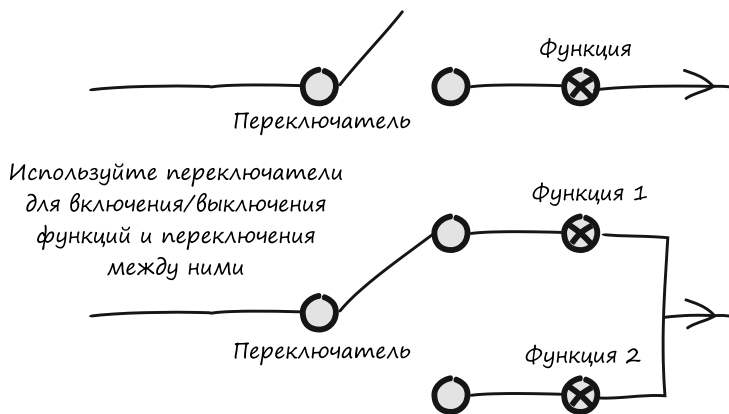 Функция
Переключатель
Используйте переключатели
для включения/выключения
функций и переключения
между ними
Функция 1
Переключатель
Функция 2